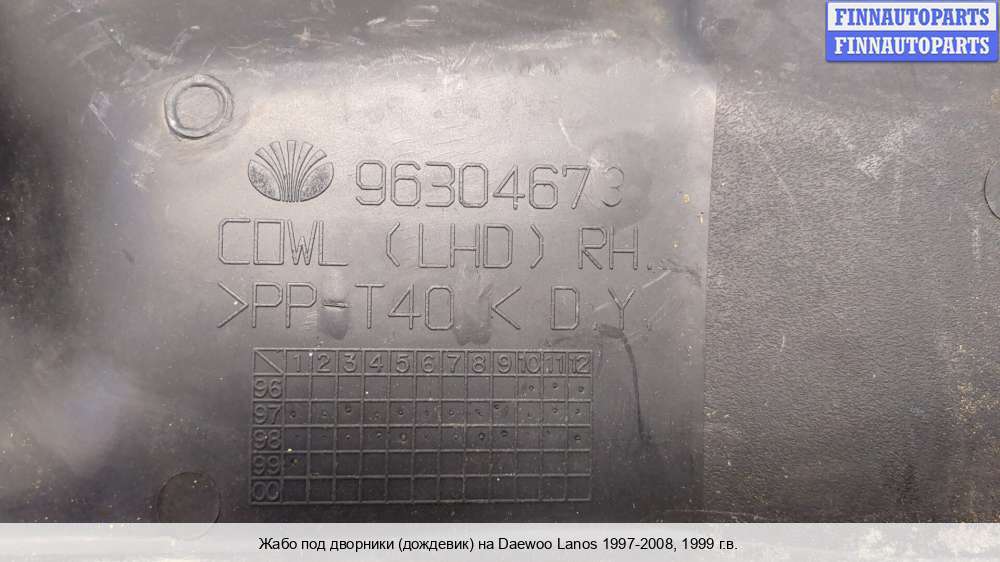 FINNAUTOPARTS
FINNAUTOPARTS
96304673
COWL (LHD) RH.
>PP-T40< D.Y
1 2 3 4 5 6 7 8 9 10 11 12
96
97
98
99
00
Жабо под дворники (дождевик) на Daewoo Lanos 1997-2008, 1999 г.в.